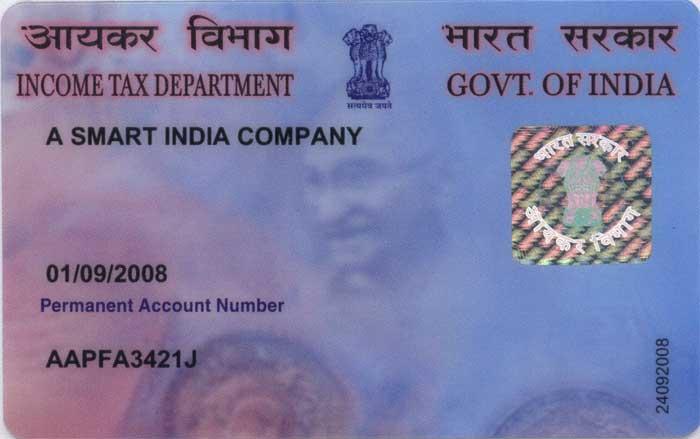 आयकर विभाग
भारत सरकार
INCOME TAX DEPARTMENT
GOVT. OF INDIA
सत्यमेव जयते
A SMART INDIA COMPANY
भारत सरकार
आयकर विभाग
01/09/2008
Permanent Account Number
AAPFA3421J
24092008